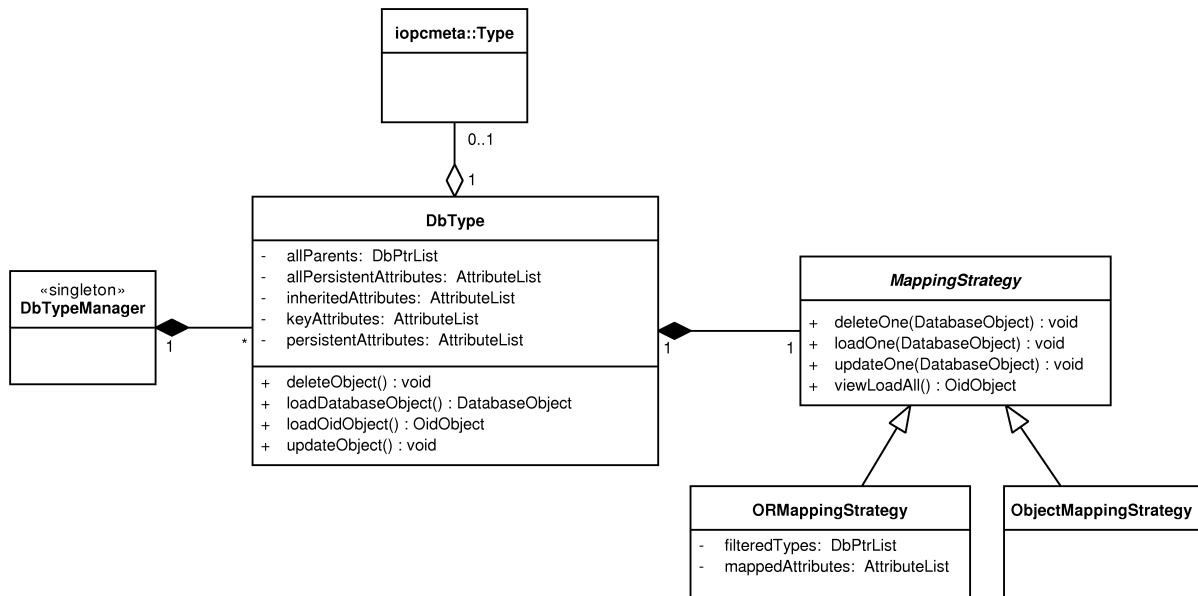 iopcmeta::Type
0..1
1
DbType
- allParents: DbPtrList
- allPersistentAttributes: AttributeList
- inheritedAttributes: AttributeList
- keyAttributes: AttributeList
- persistentAttributes: AttributeList
+ deleteObject() : void
+ loadDatabaseObject() : DatabaseObject
+ loadOidObject() : OidObject
+ updateObject() : void
«singleton»
DbTypeManager
1
*
1
1
MappingStrategy
+ deleteOne(DatabaseObject) : void
+ loadOne(DatabaseObject) : void
+ updateOne(DatabaseObject) : void
+ viewLoadAll() : OidObject
ORMappingStrategy
- filteredTypes: DbPtrList
- mappedAttributes: AttributeList
ObjectMappingStrategy